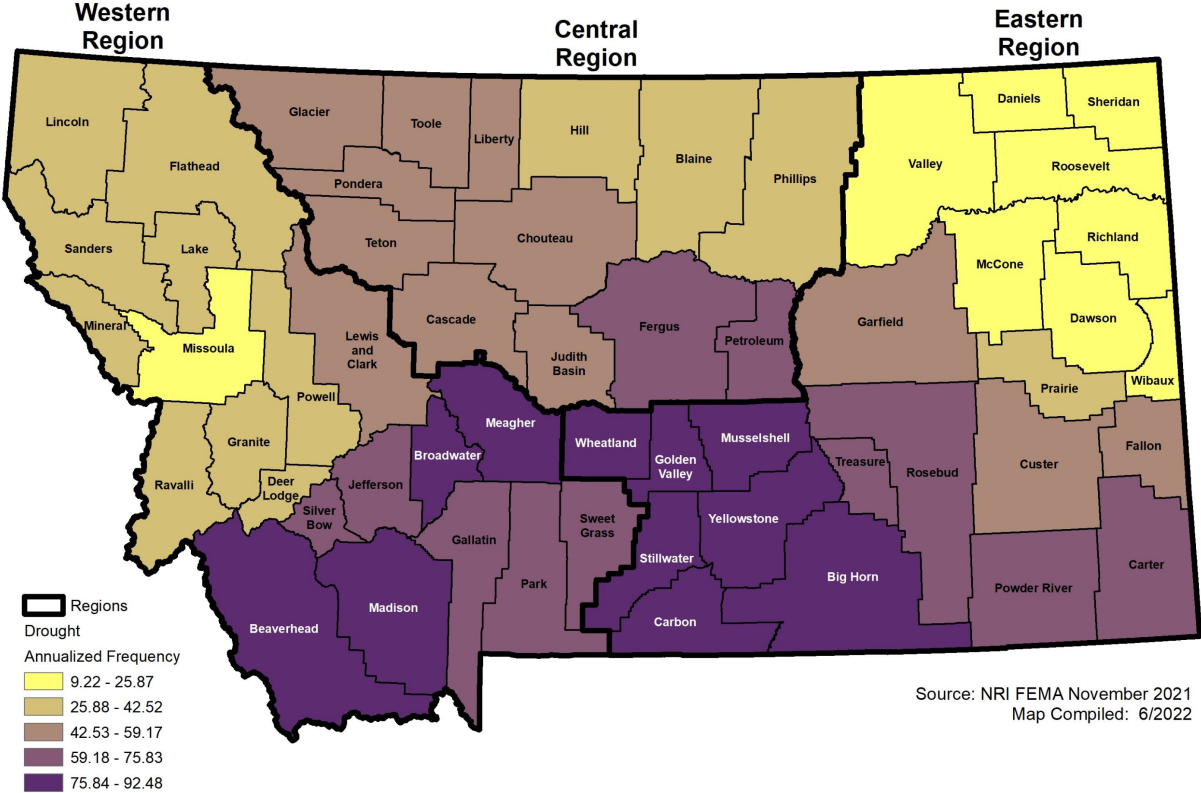 Western
Region
Central
Region
Eastern
Region
Lincoln
Flathead
Glacier
Toole
Liberty
Hill
Blaine
Phillips
Valley
Daniels
Sheridan
Roosevelt
Pondera
Teton
Chouteau
Sanders
Lake
Richland
McCone
Mineral
Missoula
Lewis
and
Clark
Cascade
Judith
Basin
Fergus
Petroleum
Garfield
Dawson
Prairie
Wibaux
Powell
Granite
Ravalli
Deer
Lodge
Meagher
Broadwater
Wheatland
Golden
Valley
Musselshell
Treasure
Rosebud
Custer
Fallon
Jefferson
Silver
Bow
Gallatin
Park
Sweet
Grass
Stillwater
Yellowstone
Big Horn
Powder River
Carter
Beaverhead
Madison
Carbon
Regions
Drought
Annualized Frequency
9.22 - 25.87
25.88 - 42.52
42.53 - 59.17
59.18 - 75.83
75.84 - 92.48
Source: NRI FEMA November 2021
Map Compiled: 6/2022